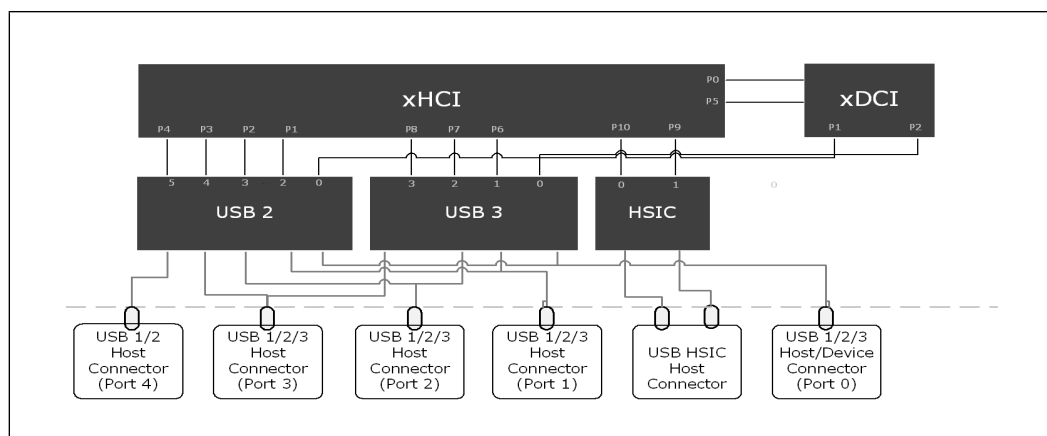 P0
xHCI
xDCI
P5
P4 P3 P2 P1 P8 P7 P6 P10 P9 P1 P2
5 4 3 2 0 3 2 1 0 0 1 0
USB 2 USB 3 HSIC
USB 1/2
Host
Connector
(Port 4)
USB 1/2/3
Host
Connector
(Port 3)
USB 1/2/3
Host
Connector
(Port 2)
USB 1/2/3
Host
Connector
(Port 1)
USB HSIC
Host
Connector
USB 1/2/3
Host/Device
Connector
(Port 0)